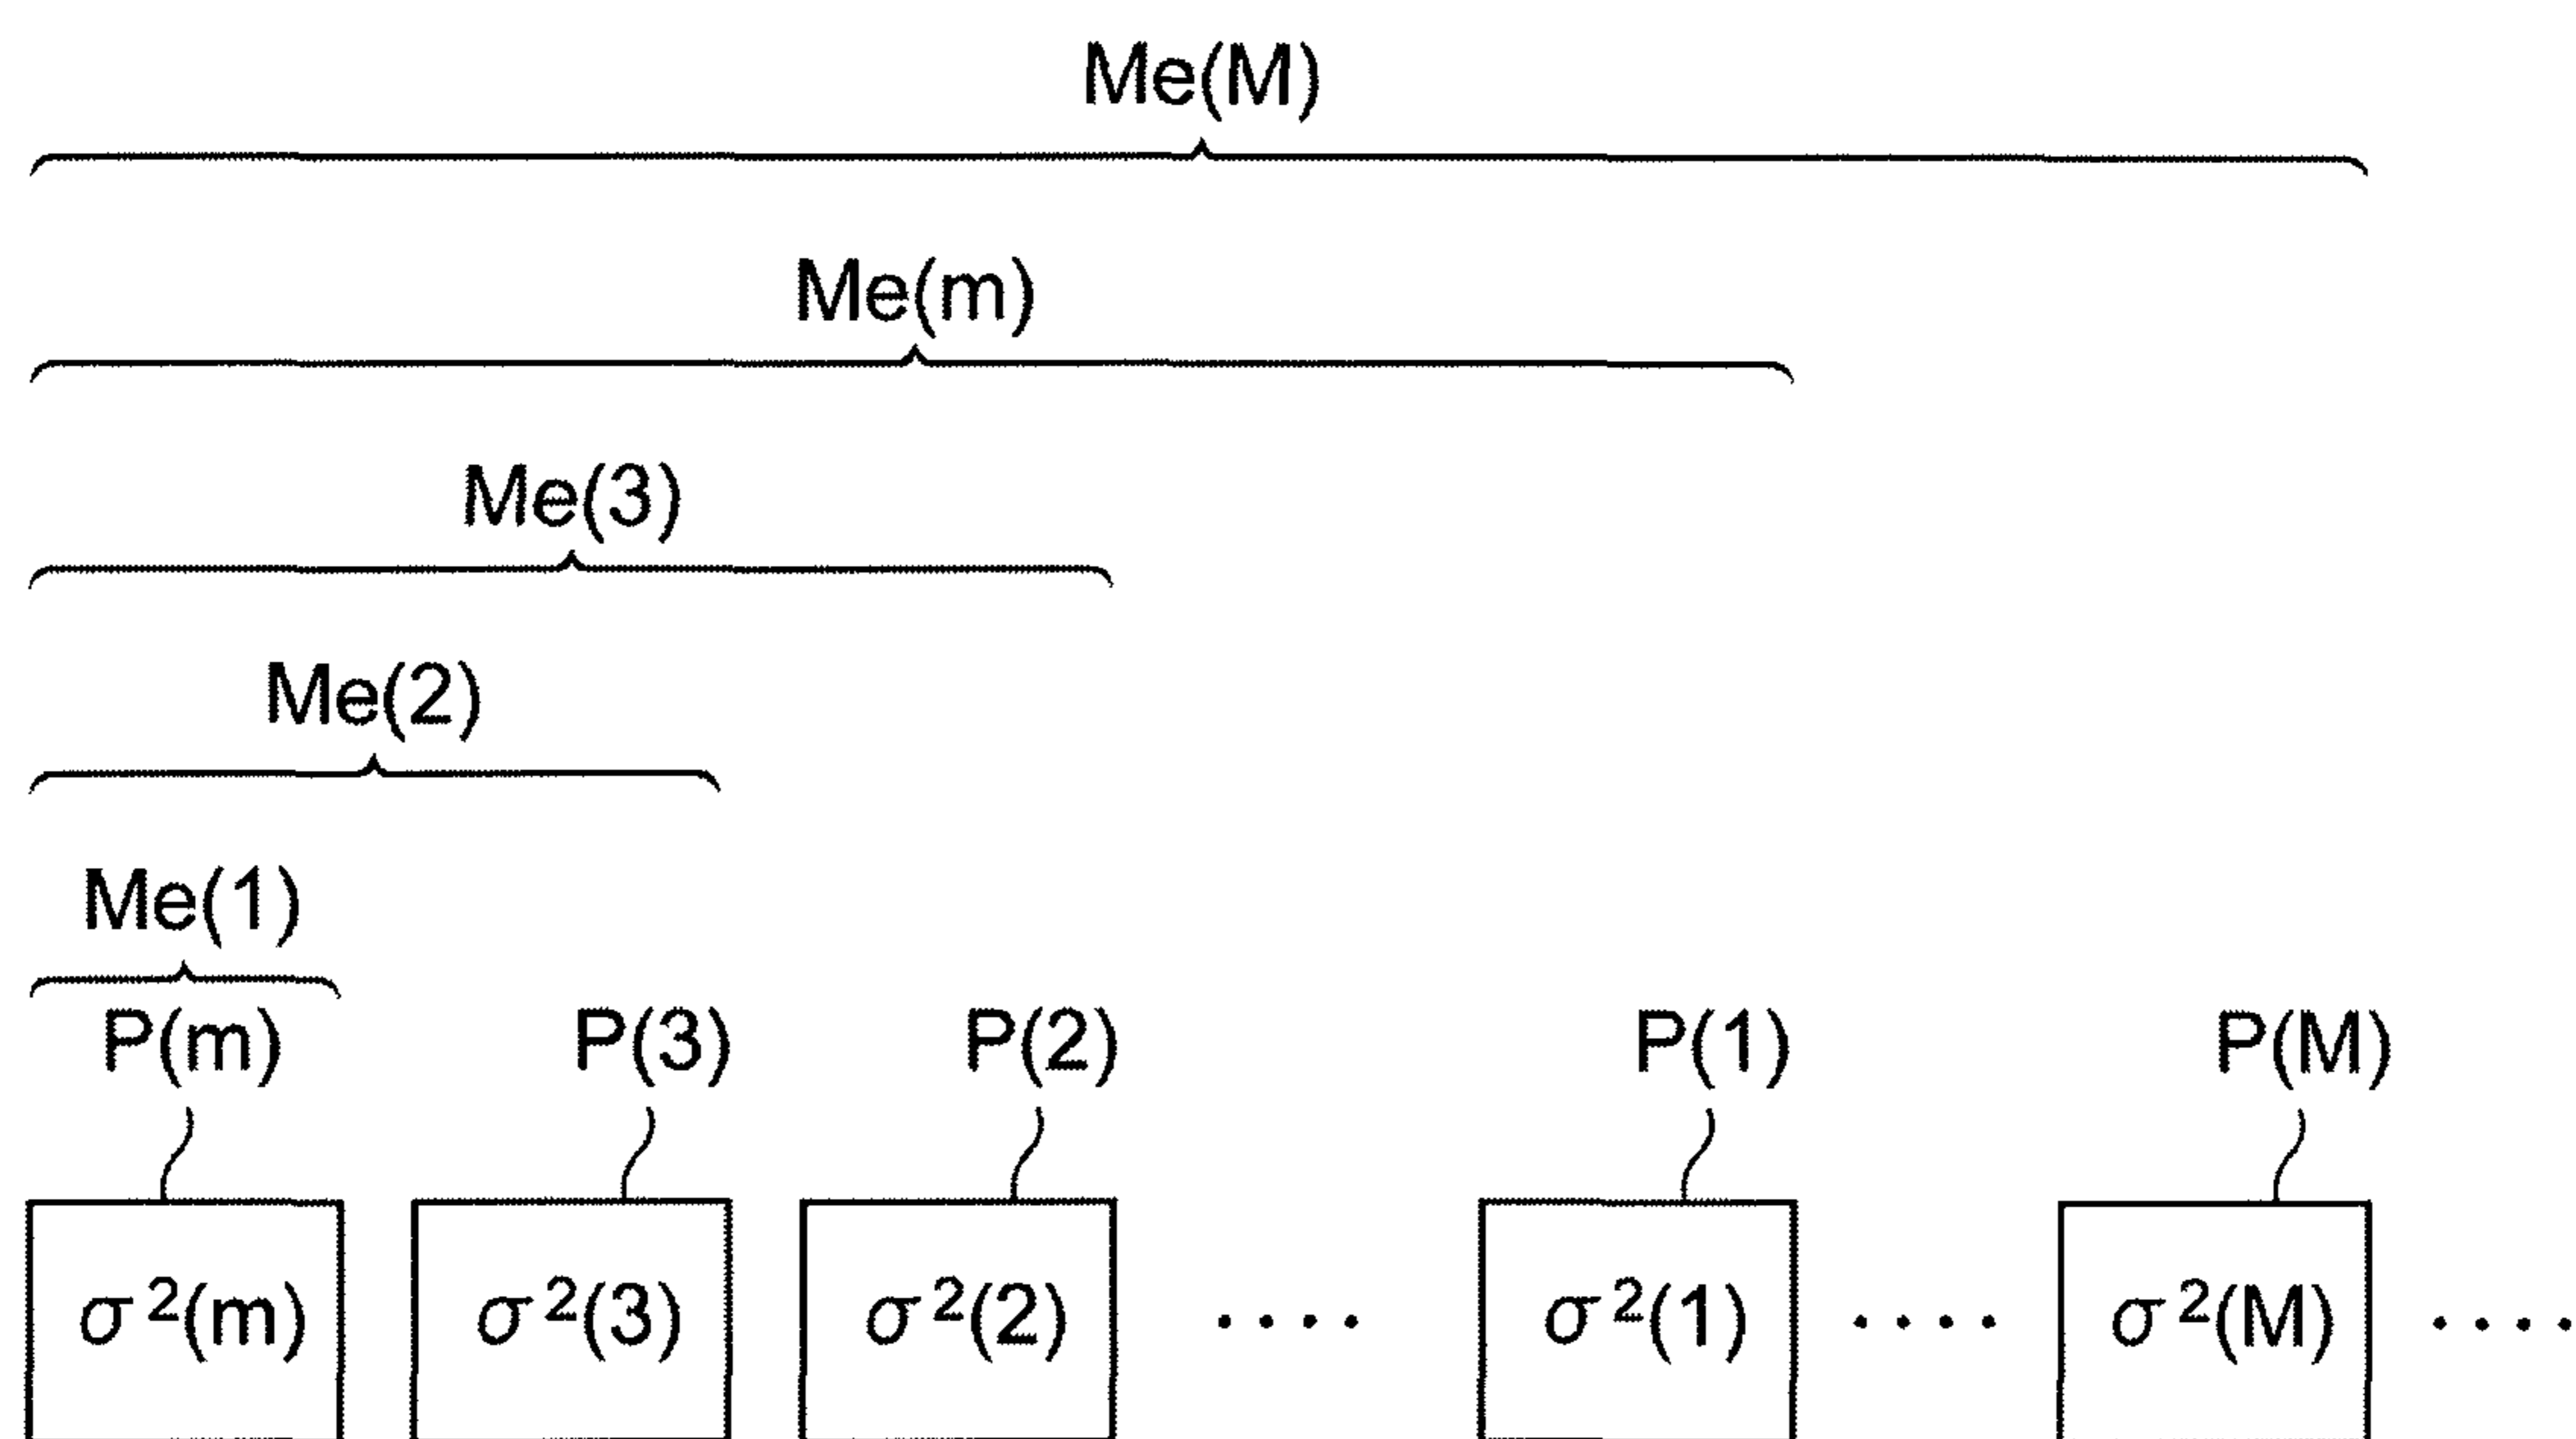 Me(M)
Me(m)
Me(3)
Me(2)
Me(1)
P(m) P(3) P(2) P(1) P(M)
σ²(m) σ²(3) σ²(2) ···· σ²(1) ···· σ²(M) ····